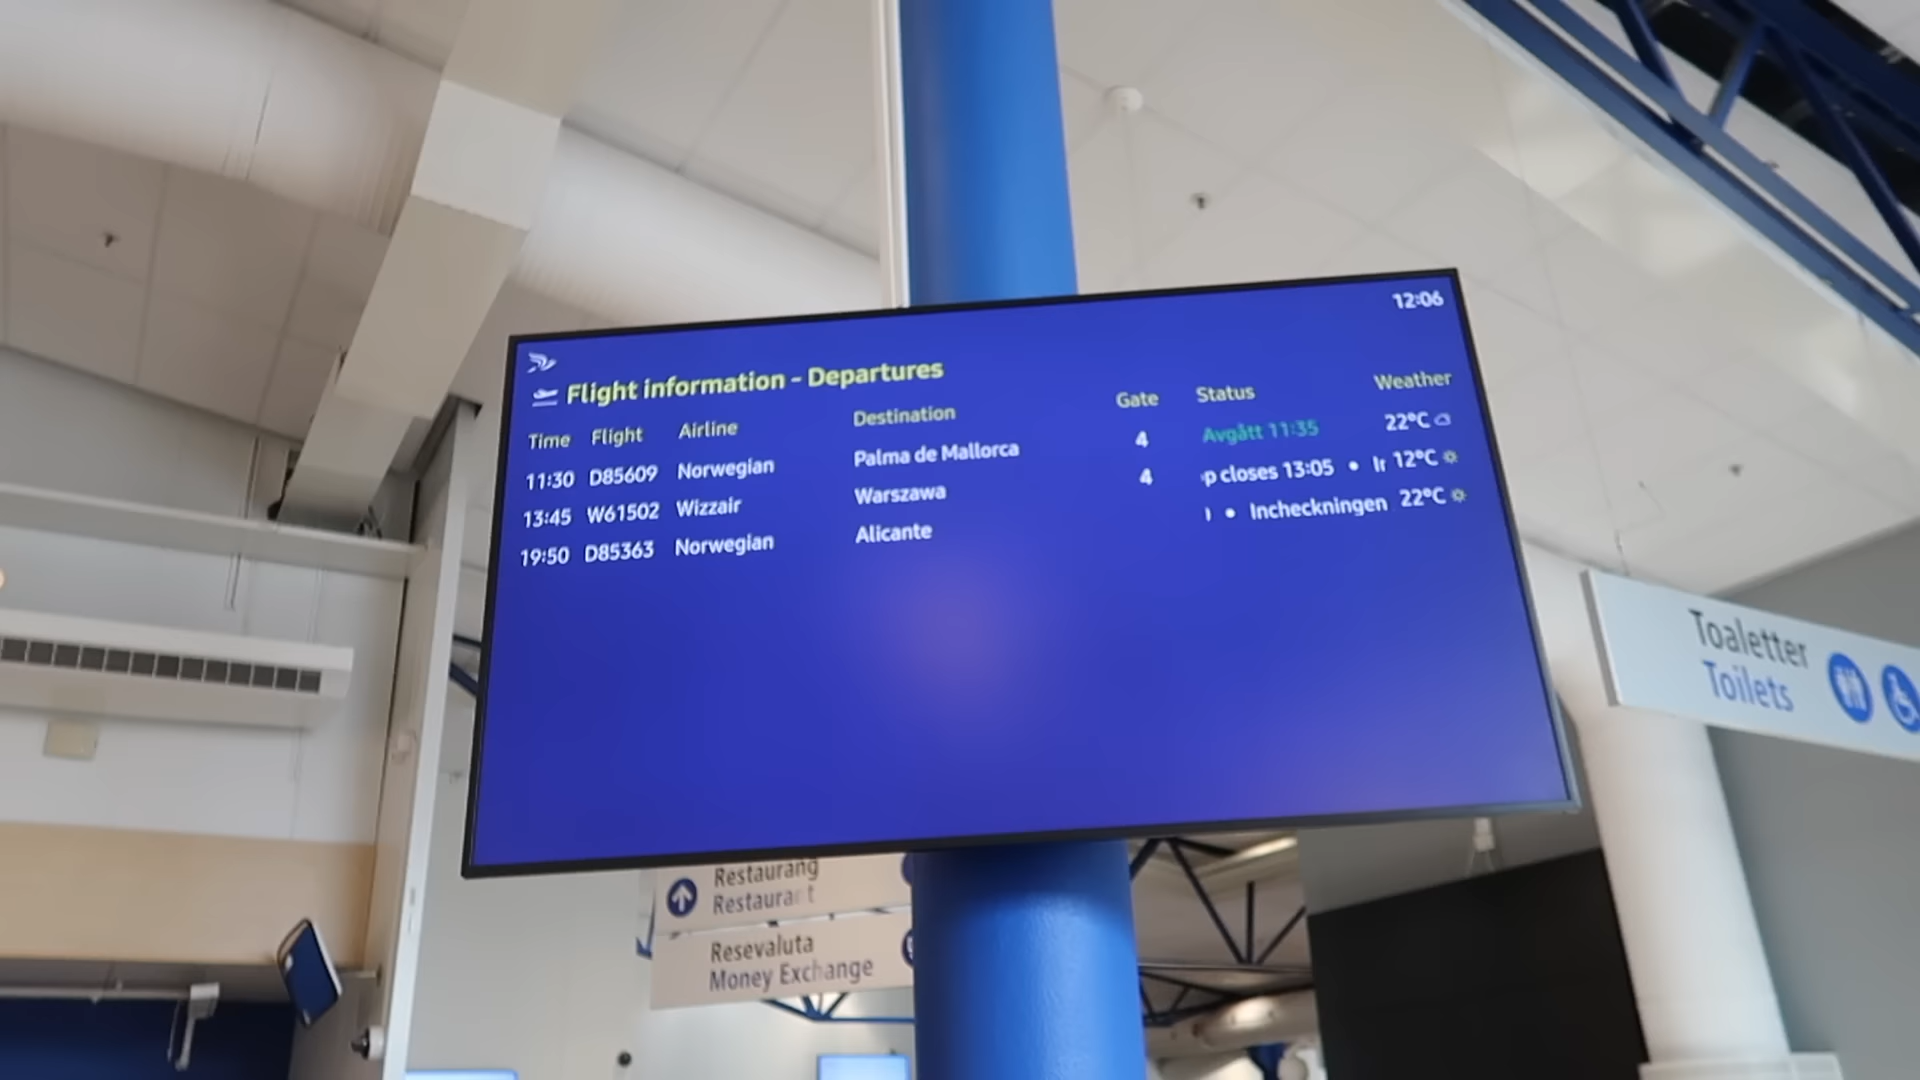 12:06
Flight information - Departures
Time Flight Airline Destination Gate Status Weather
11:30 D85609 Norwegian Palma de Mallorca 4 Avgått 11:35 22°C
13:45 W61502 Wizzair Warszawa 4 p closes 13:05 • Ir 12°C
19:50 D85363 Norwegian Alicante • Incheckningen 22°C
Toaletter
Toilets
Restaurang
Restaurant
Resevaluta
Money Exchange